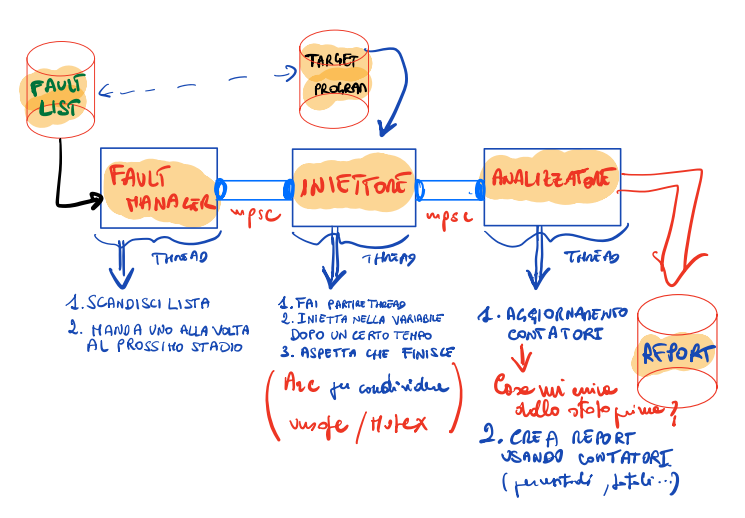 FAULT
LIST
TARGET
PROGRAM
FAULT
MANAGER
mpsc
INIETTORE
mpsc
ANALIZZATORE
THREAD
THREAD
THREAD
1. SCANDISCI LISTA
2. MANDA UNO ALLA VOLTA
AL PROSSIMO STADIO
1. FAI PARTIRE THREAD
2. INIETTA NELLA VARIABILE
DOPO UN CERTO TEMPO
3. ASPETTA CHE FINISCE
(Arc per condividere
unsafe / Mutex)
1. AGGIORNAMENTO
CONTATORI
Cosa mi arriva
dallo stato prima?
2. CREA REPORT
USANDO CONTATORI
(percentuali, totali...)
REPORT